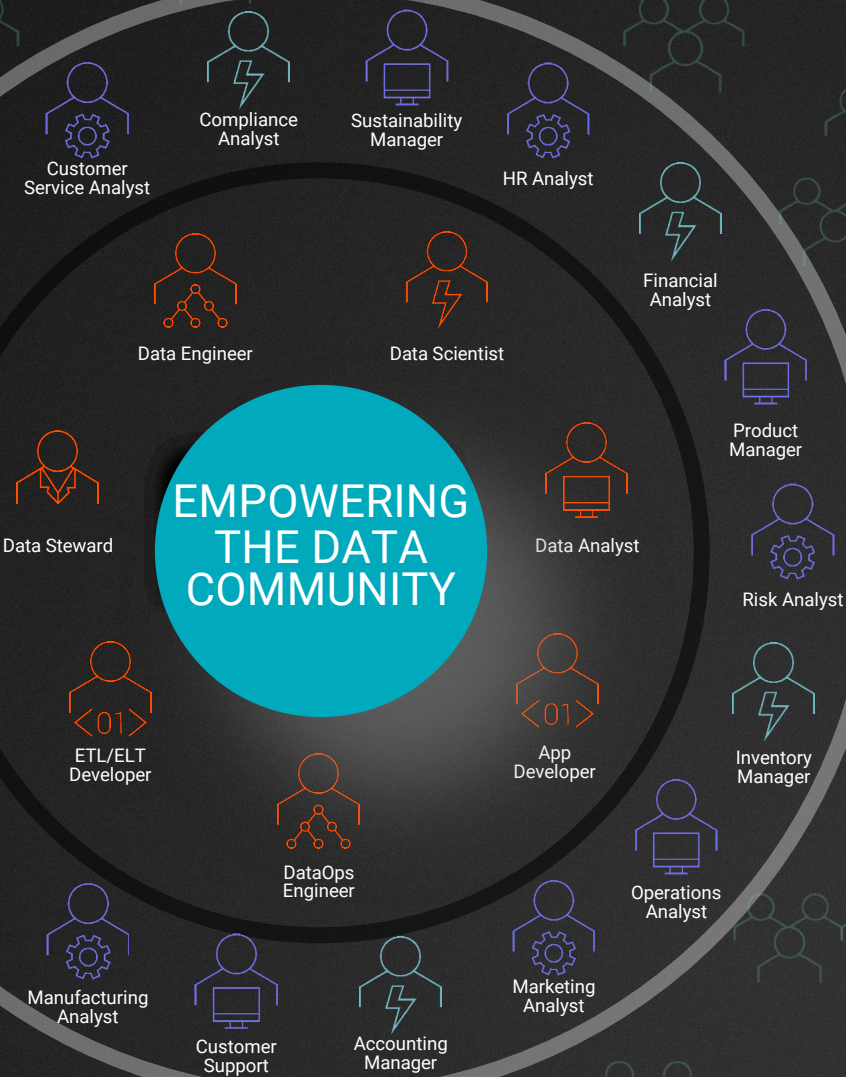 Compliance
Analyst
Sustainability
Manager
Customer
Service Analyst
HR Analyst
Financial
Analyst
Data Engineer
Data Scientist
Product
Manager
EMPOWERING
THE DATA
COMMUNITY
Data Steward
Data Analyst
Risk Analyst
<01>
ETL/ELT
Developer
<01>
App
Developer
Inventory
Manager
DataOps
Engineer
Operations
Analyst
Manufacturing
Analyst
Customer
Support
Accounting
Manager
Marketing
Analyst